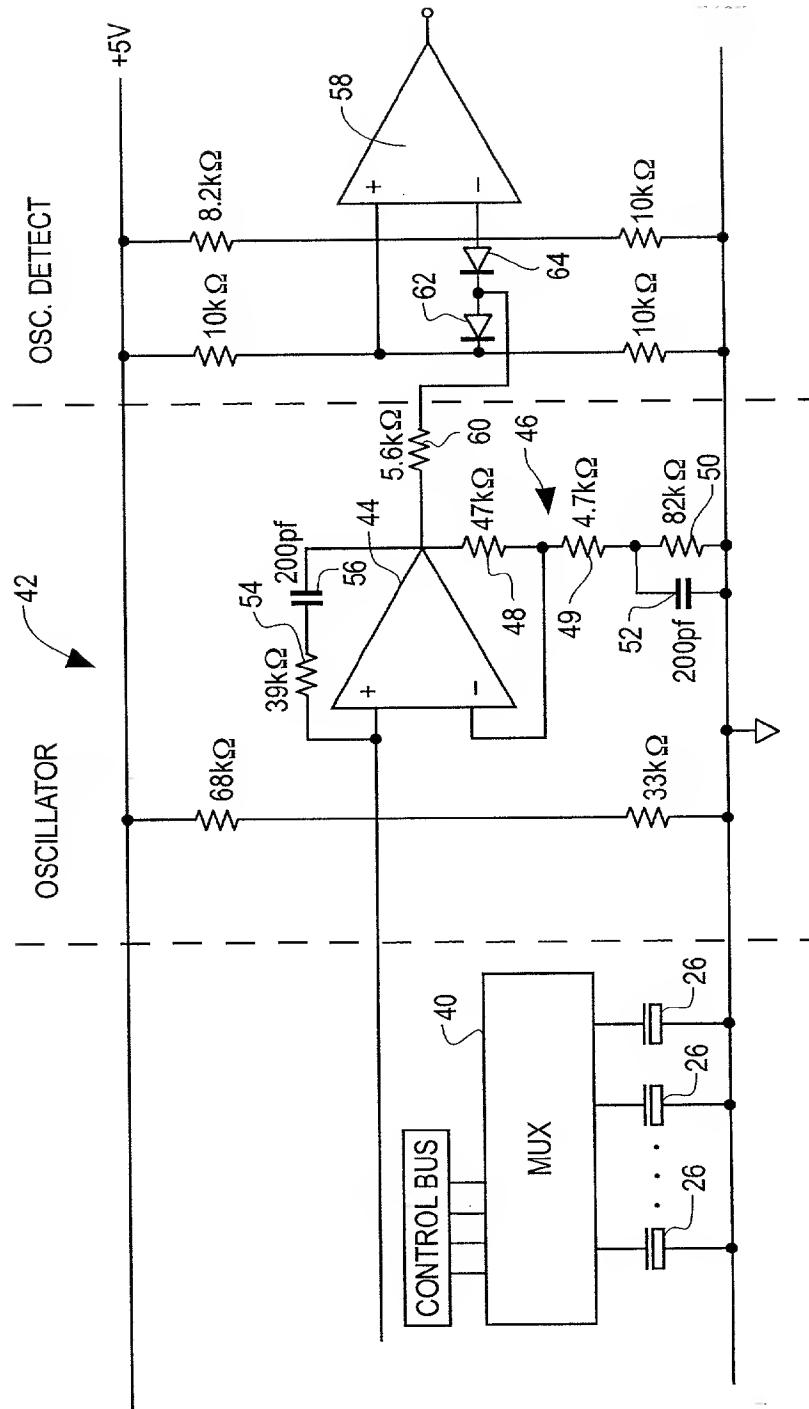 OSCILLATOR
OSC. DETECT
42
+5V
68kΩ
33kΩ
39kΩ
54
200pf
56
44
+
−
47kΩ
48
46
4.7kΩ
49
82kΩ
50
52
200pf
5.6kΩ
60
10kΩ
8.2kΩ
62
64
+
−
58
10kΩ
10kΩ
CONTROL BUS
40
MUX
26
26
26